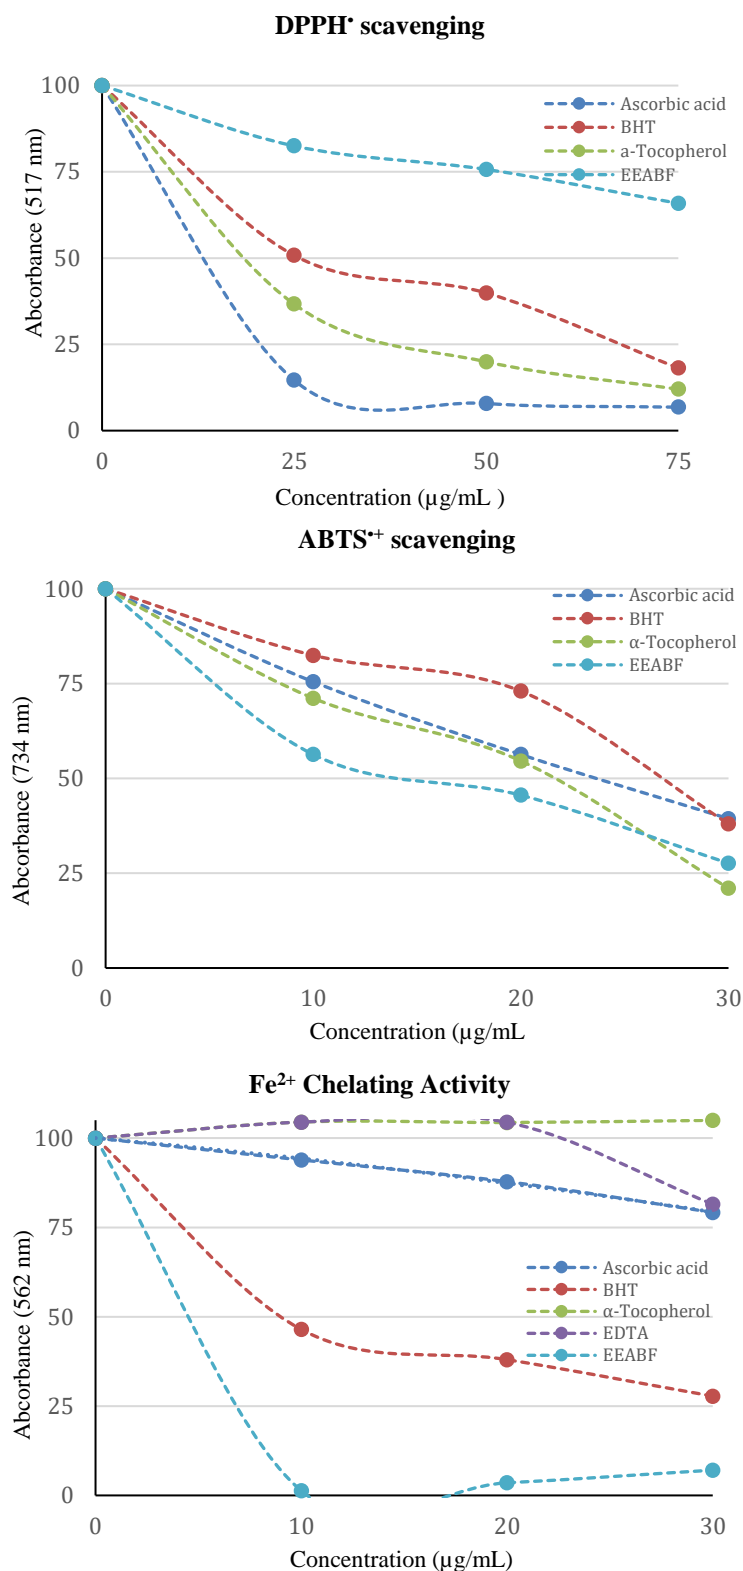 DPPH• scavenging
Abcorbance (517 nm)
100
75
50
25
0
Ascorbic acid
BHT
a-Tocopherol
EEABF
0 25 50 75
Concentration (µg/mL )
ABTS•+ scavenging
Abcorbance (734 nm)
100
75
50
25
0
Ascorbic acid
BHT
α-Tocopherol
EEABF
0 10 20 30
Concentration (µg/mL
Fe2+ Chelating Activity
Abcorbance (562 nm)
100
75
50
25
0
Ascorbic acid
BHT
α-Tocopherol
EDTA
EEABF
0 10 20 30
Concentration (µg/mL)